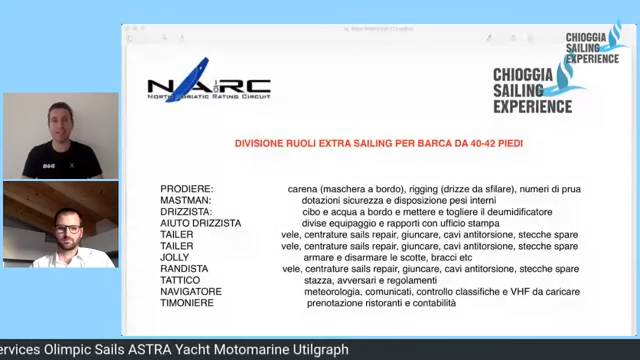 CHIOGGIA
SAILING
EXPERIENCE
NARC
NORTH ADRIATIC RATING CIRCUIT
CHIOGGIA
SAILING
EXPERIENCE
DIVISIONE RUOLI EXTRA SAILING PER BARCA DA 40-42 PIEDI
PRODIERE: carena (maschera a bordo), rigging (drizze da sfilare), numeri di prua
MASTMAN: dotazioni sicurezza e disposizione pesi interni
DRIZZISTA: cibo e acqua a bordo e mettere e togliere il deumidificatore
AIUTO DRIZZISTA divise equipaggio e rapporti con ufficio stampa
TAILER vele, centrature sails repair, giuncare, cavi antitorsione, stecche spare
TAILER vele, centrature sails repair, giuncare, cavi antitorsione, stecche spare
JOLLY armare e disarmare le scotte, bracci etc
RANDISTA vele, centrature sails repair, giuncare, cavi antitorsione, stecche spare
TATTICO stazza, avversari e regolamenti
NAVIGATORE meteorologia, comunicati, controllo classifiche e VHF da caricare
TIMONIERE prenotazione ristoranti e contabilità
B&G
ervices Olimpic Sails ASTRA Yacht Motomarine Utilgraph